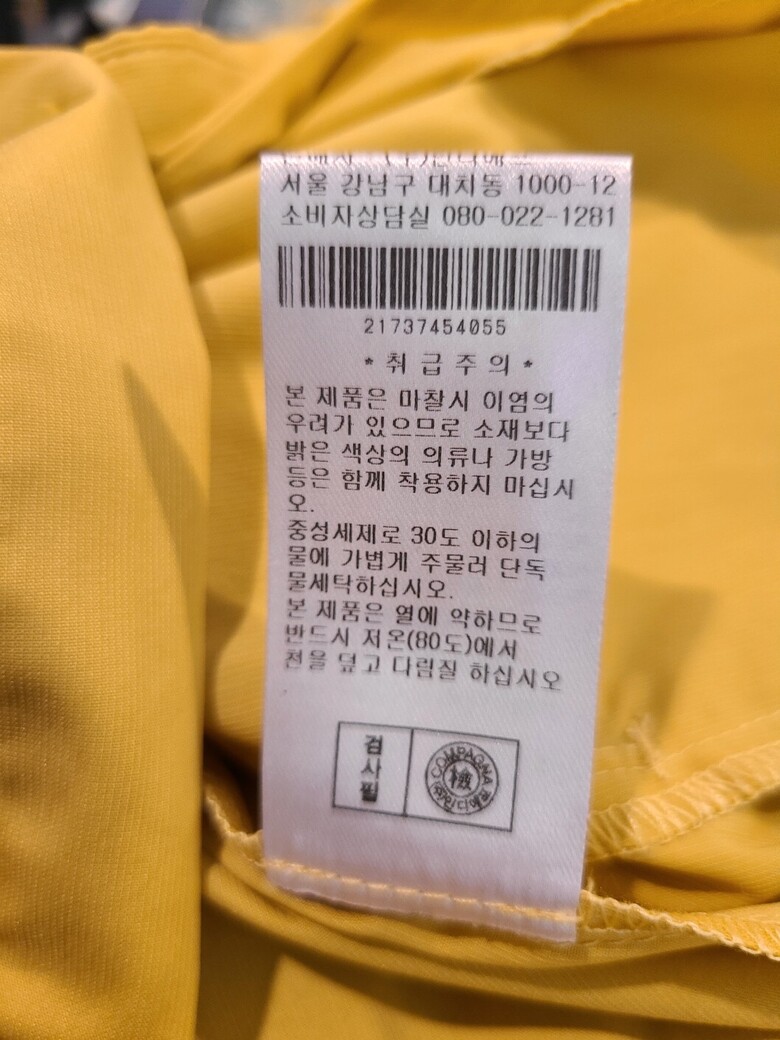 서울 강남구 대치동 1000-12
소비자상담실 080-022-1281
21737454055
* 취급주의 *
본 제품은 마찰시 이염의
우려가 있으므로 소재보다
밝은 색상의 의류나 가방
등은 함께 착용하지 마십시
오.
중성세제로 30도 이하의
물에 가볍게 주물러 단독
물세탁하십시오.
본 제품은 열에 약하므로
반드시 저온(80도)에서
천을 덮고 다림질 하십시오
검사필
COMPAGNA
檢
(주)인디에프